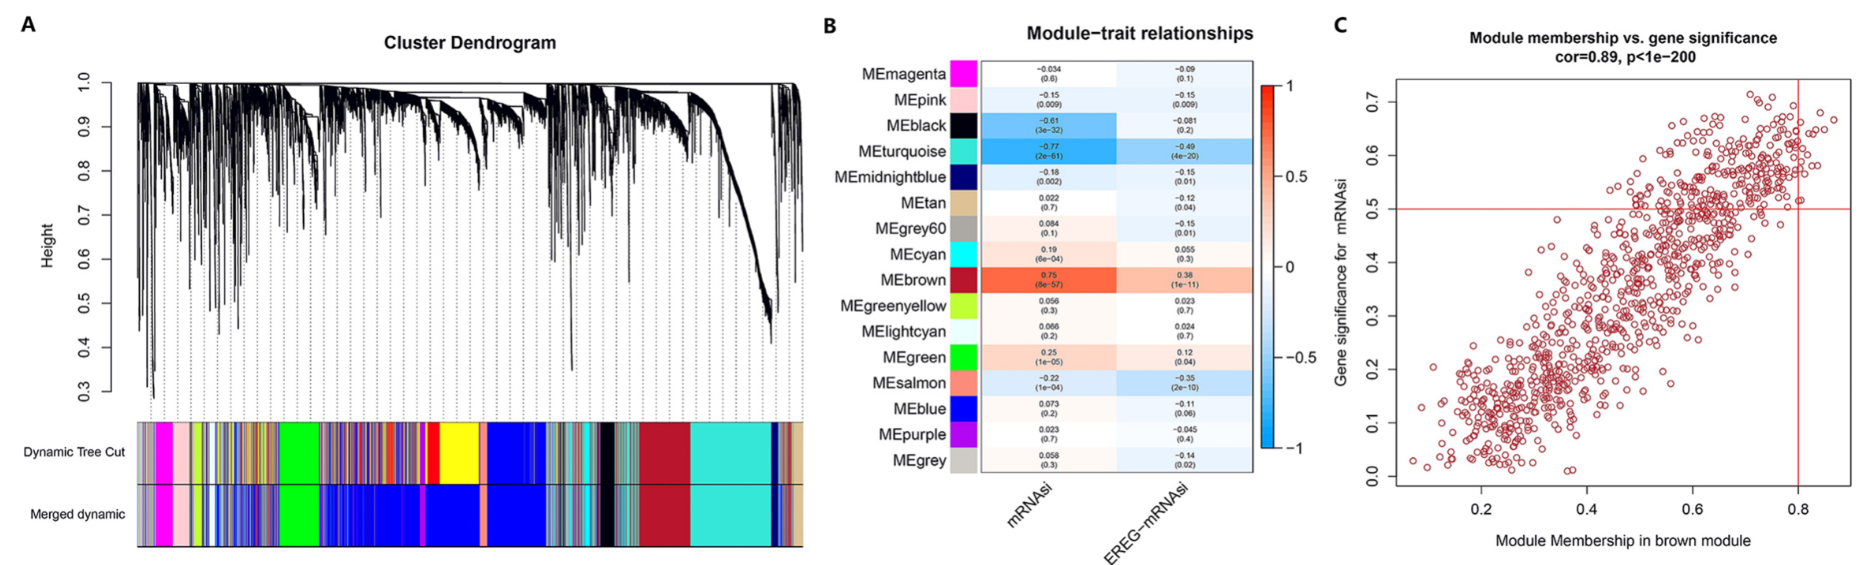 A
Cluster Dendrogram
Height
1.0
0.9
0.8
0.7
0.6
0.5
0.4
0.3
Dynamic Tree Cut
Merged dynamic
B
Module−trait relationships
MEmagenta −0.034 (0.6) −0.09 (0.1)
MEpink −0.15 (0.009) −0.15 (0.009)
MEblack −0.61 (3e−32) −0.081 (0.2)
MEturquoise −0.77 (2e−61) −0.49 (4e−20)
MEmidnightblue −0.18 (0.002) −0.15 (0.01)
MEtan 0.022 (0.7) −0.12 (0.04)
MEgrey60 0.084 (0.1) −0.15 (0.01)
MEcyan 0.19 (6e−04) 0.055 (0.3)
MEbrown 0.75 (8e−57) 0.38 (1e−11)
MEgreenyellow 0.056 (0.3) 0.023 (0.7)
MElightcyan 0.066 (0.2) 0.024 (0.7)
MEgreen 0.25 (1e−05) 0.12 (0.04)
MEsalmon −0.22 (1e−04) −0.35 (2e−10)
MEblue 0.073 (0.2) −0.11 (0.06)
MEpurple 0.023 (0.7) −0.045 (0.4)
MEgrey 0.058 (0.3) −0.14 (0.02)
mRNAsi
EREG−mRNAsi
1
0.5
0
−0.5
−1
C
Module membership vs. gene significance
cor=0.89, p<1e−200
Gene significance for mRNAsi
0.7
0.6
0.5
0.4
0.3
0.2
0.1
0.0
0.2 0.4 0.6 0.8
Module Membership in brown module